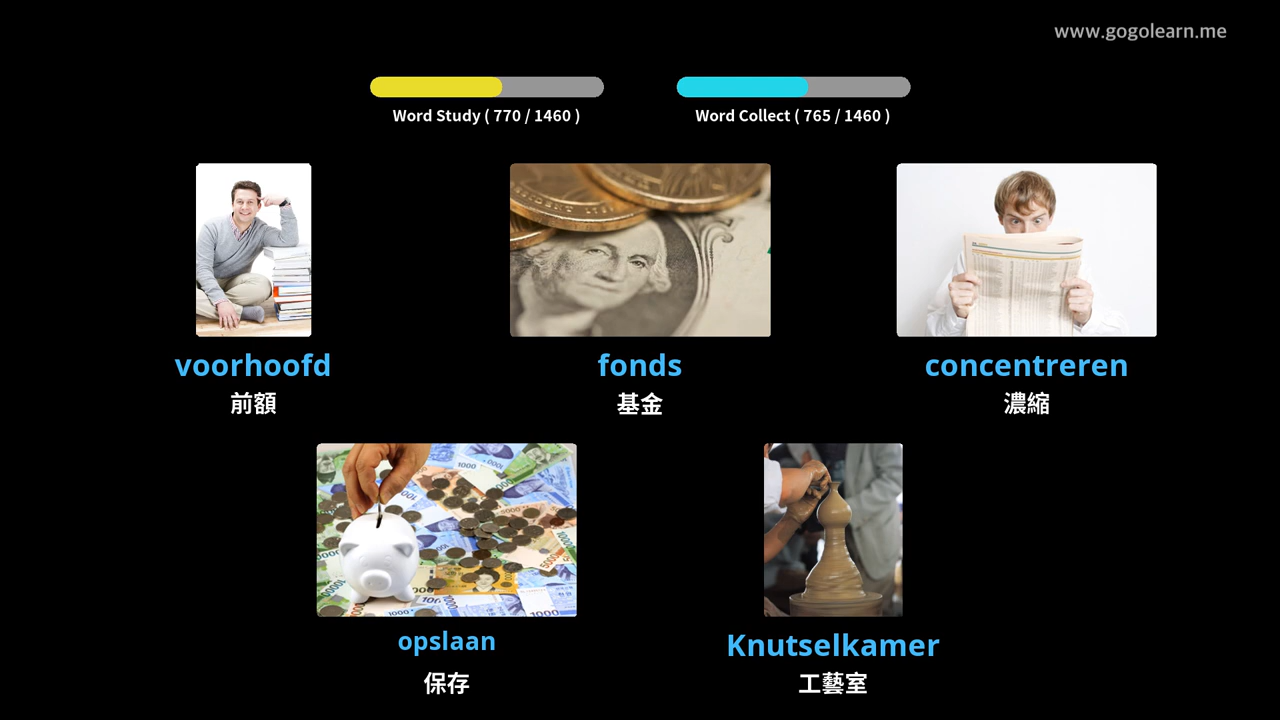 www.gogolearn.me
Word Study ( 770 / 1460 )
Word Collect ( 765 / 1460 )
voorhoofd
前額
fonds
基金
concentreren
濃縮
opslaan
保存
Knutselkamer
工藝室